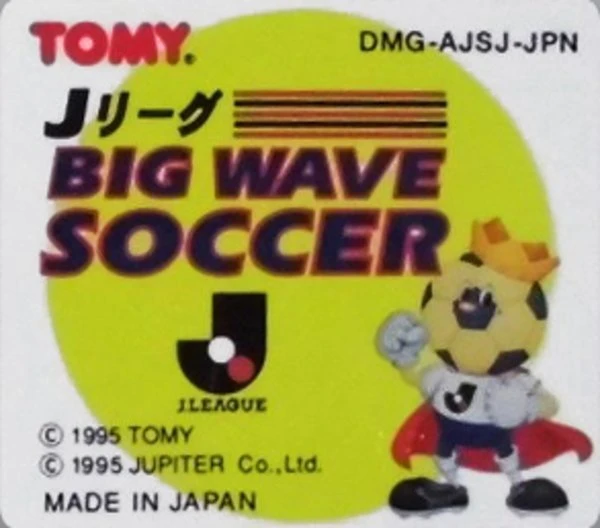 TOMY. DMG-AJSJ-JPN
Jリーグ
BIG WAVE
SOCCER
J.LEAGUE
© 1995 TOMY
© 1995 JUPITER Co.,Ltd.
MADE IN JAPAN